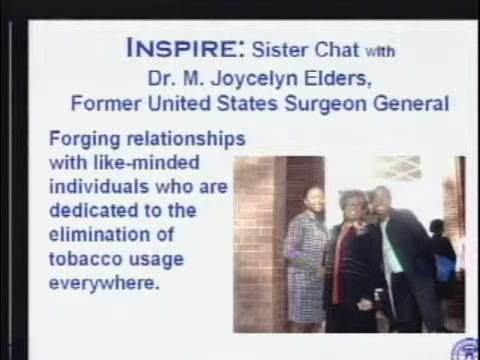 INSPIRE: Sister Chat with
Dr. M. Joycelyn Elders,
Former United States Surgeon General
Forging relationships
with like-minded
individuals who are
dedicated to the
elimination of
tobacco usage
everywhere.